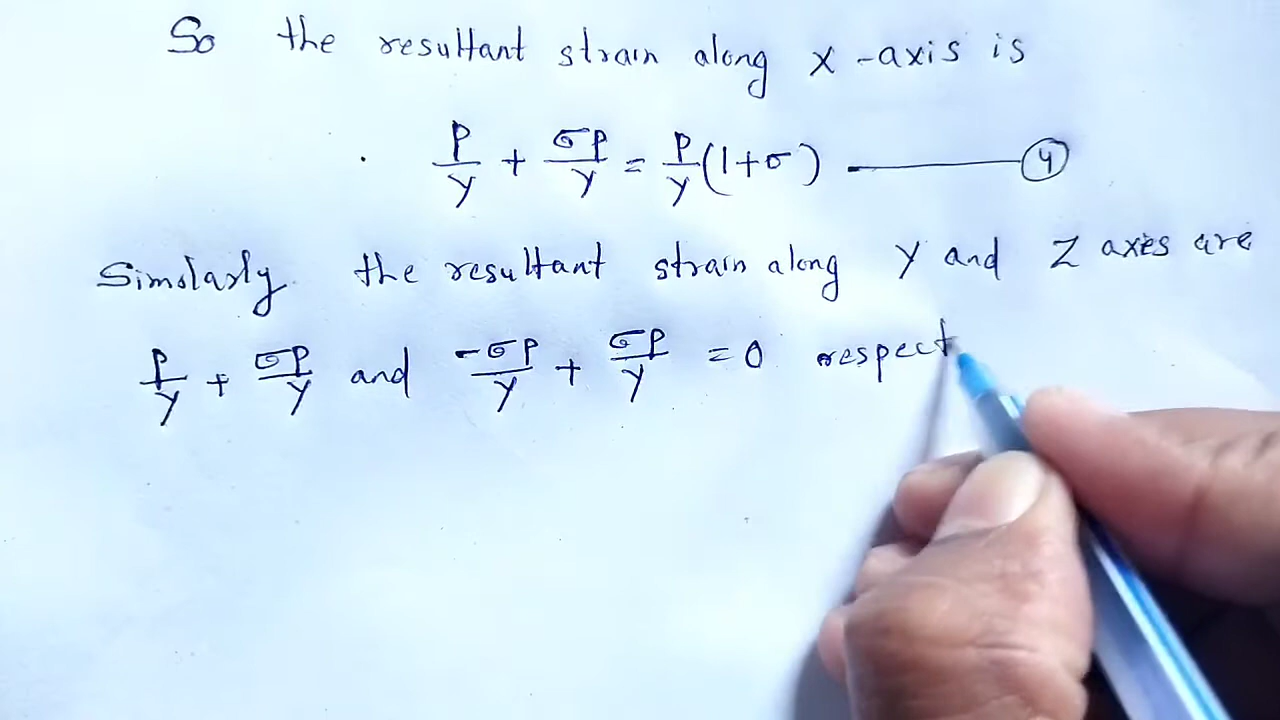 So the resultant strain along X-axis is
P/Y + σP/Y = P/Y (1+σ) ——— 4
Similarly the resultant strain along Y and Z axes are
P/Y + σP/Y and -σP/Y + σP/Y = 0 respect